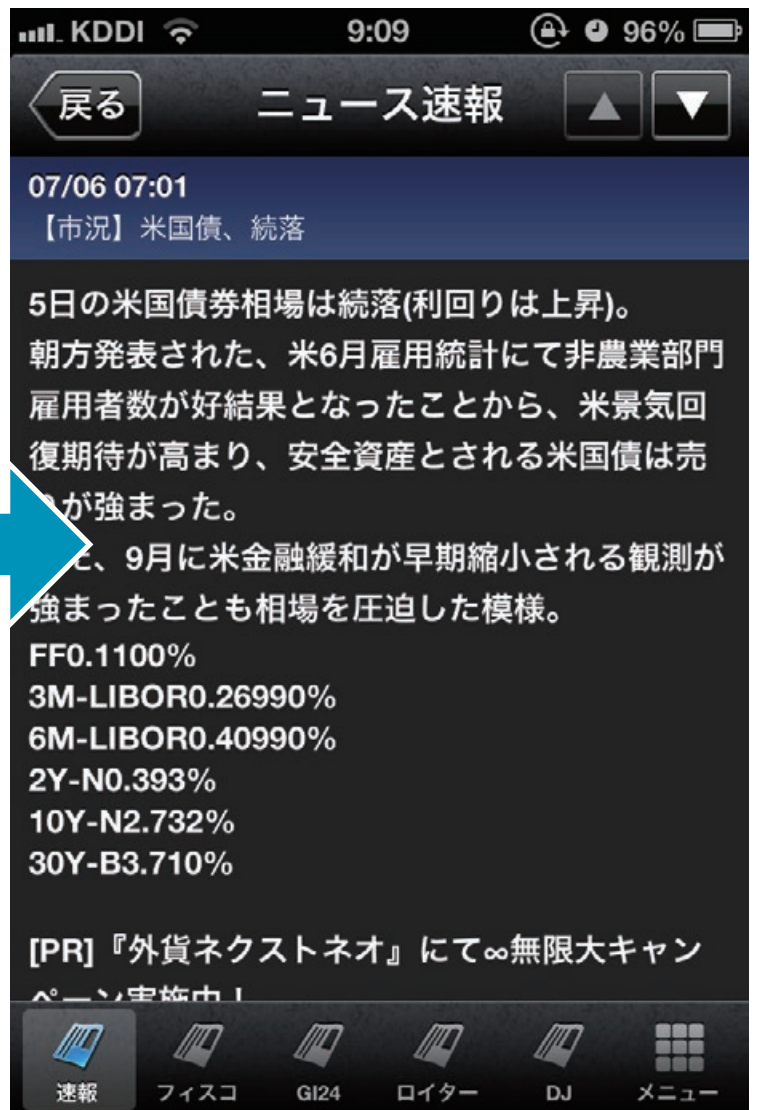 KDDI 9:09 96%
戻る ニュース速報
07/06 07:01
【市況】米国債、続落
5日の米国債券相場は続落(利回りは上昇)。
朝方発表された、米6月雇用統計にて非農業部門
雇用者数が好結果となったことから、米景気回
復期待が高まり、安全資産とされる米国債は売
が強まった。
、9月に米金融緩和が早期縮小される観測が
強まったことも相場を圧迫した模様。
FF0.1100%
3M-LIBOR0.26990%
6M-LIBOR0.40990%
2Y-N0.393%
10Y-N2.732%
30Y-B3.710%
[PR]『外貨ネクストネオ』にて∞無限大キャン
ペーン実施中！
速報 フィスコ GI24 ロイター DJ メニュー